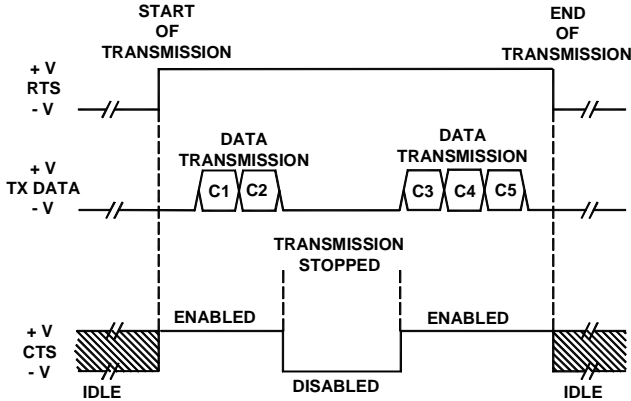 START
OF
TRANSMISSION
END
OF
TRANSMISSION
+ V
RTS
- V
DATA
TRANSMISSION
DATA
TRANSMISSION
+ V
TX DATA
- V
C1 C2 C3 C4 C5
TRANSMISSION
STOPPED
ENABLED ENABLED
+ V
CTS
- V
IDLE DISABLED IDLE